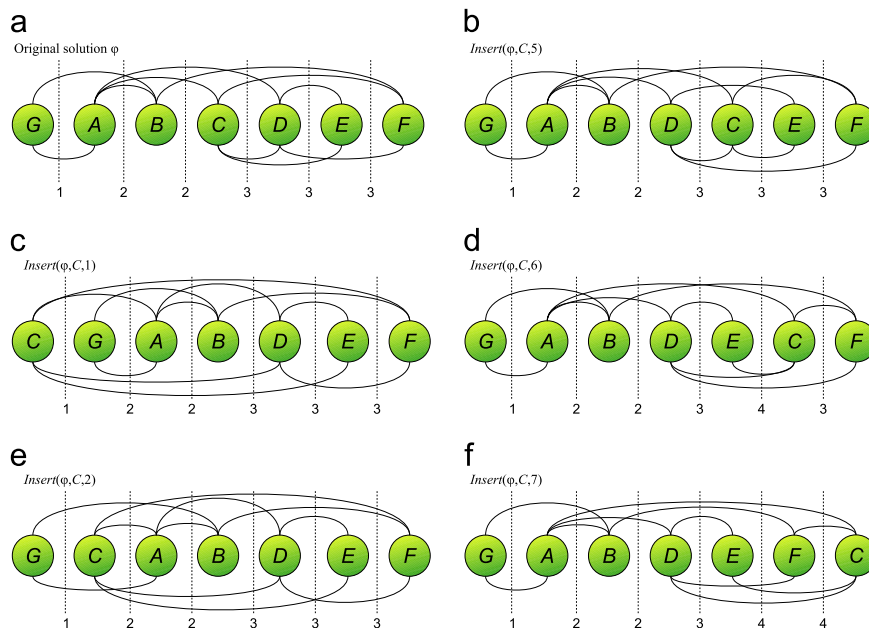 a
Original solution φ
G A B C D E F
1 2 2 3 3 3
b
Insert(φ,C,5)
G A B D C E F
1 2 2 3 3 3
c
Insert(φ,C,1)
C G A B D E F
1 2 2 3 3 3
d
Insert(φ,C,6)
G A B D E C F
1 2 2 3 4 3
e
Insert(φ,C,2)
G C A B D E F
1 2 2 3 3 3
f
Insert(φ,C,7)
G A B D E F C
1 2 2 3 4 4